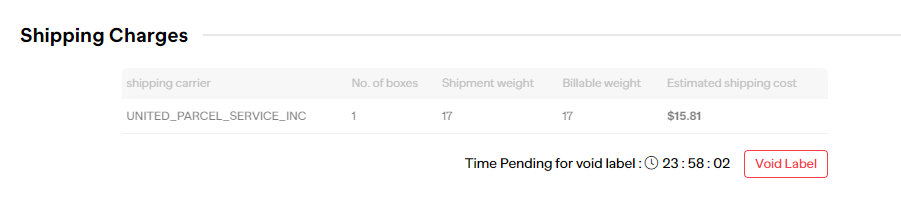 Shipping Charges
shipping carrier No. of boxes Shipment weight Billable weight Estimated shipping cost
UNITED_PARCEL_SERVICE_INC 1 17 17 $15.81
Time Pending for void label : 23 : 58 : 02 Void Label